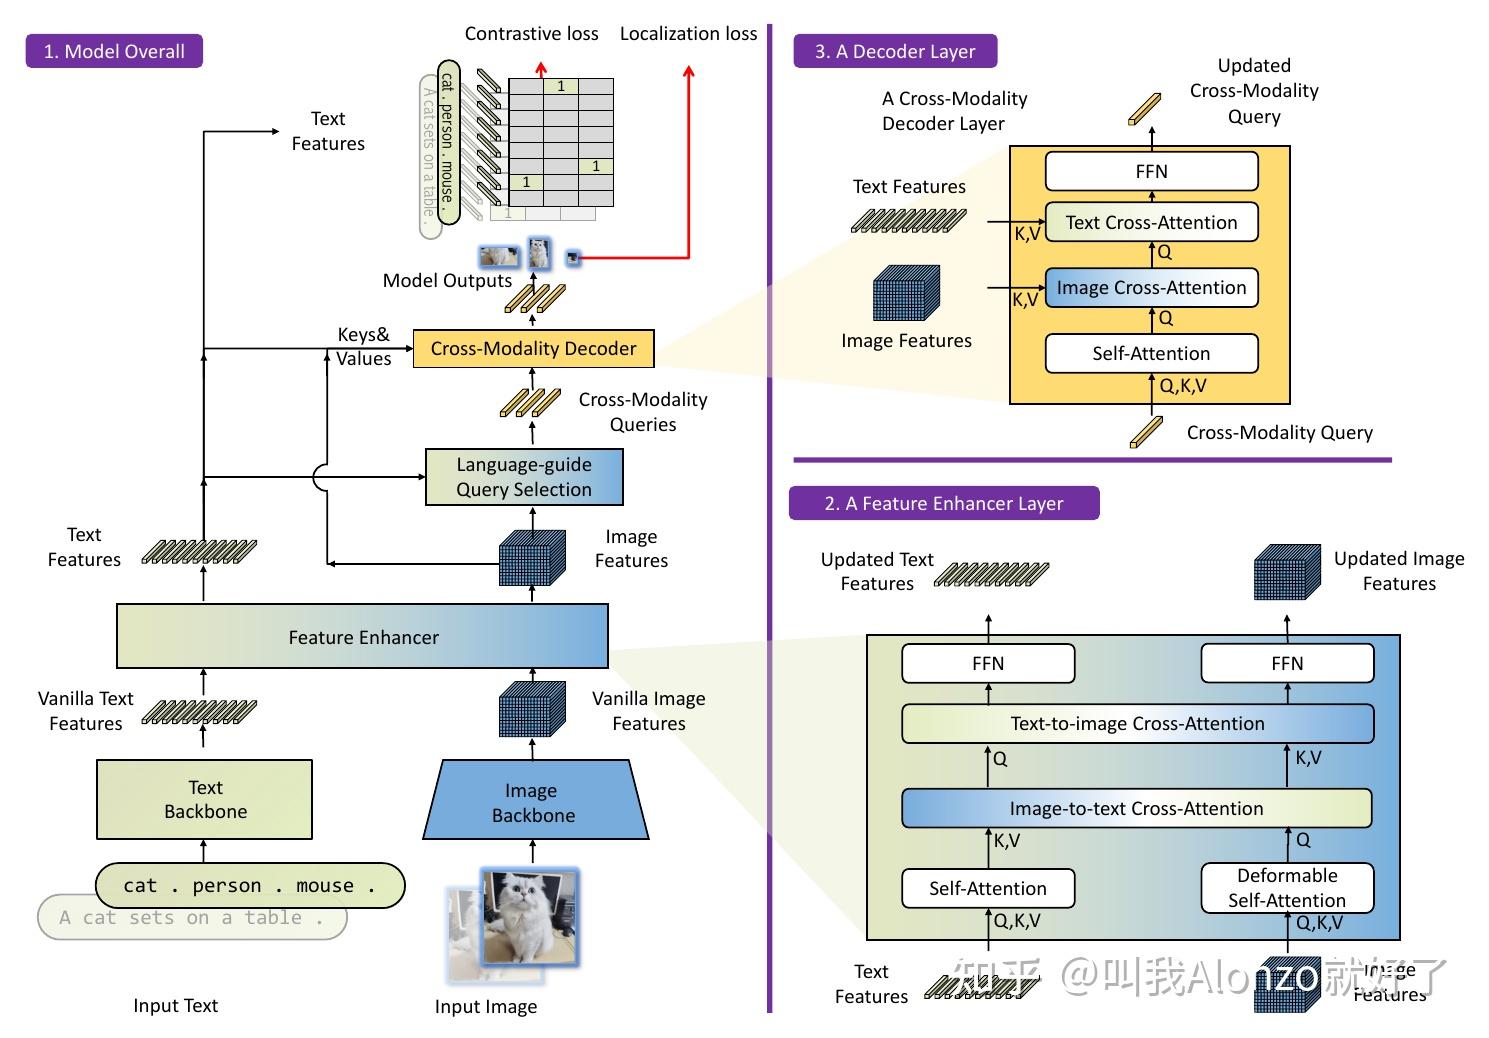 1. Model Overall
Contrastive loss
Localization loss
cat . person . mouse .
A cat sets on a table .
1
1
1
1
Text
Features
Model Outputs
Keys&
Values
Cross-Modality Decoder
Cross-Modality
Queries
Language-guide
Query Selection
Text
Features
Image
Features
Feature Enhancer
Vanilla Text
Features
Vanilla Image
Features
Text
Backbone
Image
Backbone
cat . person . mouse .
A cat sets on a table .
Input Text
Input Image
3. A Decoder Layer
A Cross-Modality
Decoder Layer
Updated
Cross-Modality
Query
FFN
Text Features
Text Cross-Attention
K,V
Q
Image Cross-Attention
K,V
Q
Image Features
Self-Attention
Q,K,V
Cross-Modality Query
2. A Feature Enhancer Layer
Updated Text
Features
Updated Image
Features
FFN
FFN
Text-to-image Cross-Attention
Q
K,V
Image-to-text Cross-Attention
K,V
Q
Self-Attention
Deformable
Self-Attention
Q,K,V
Q,K,V
Text
Features
Image
Features
知乎 @叫我Alonzo就好了